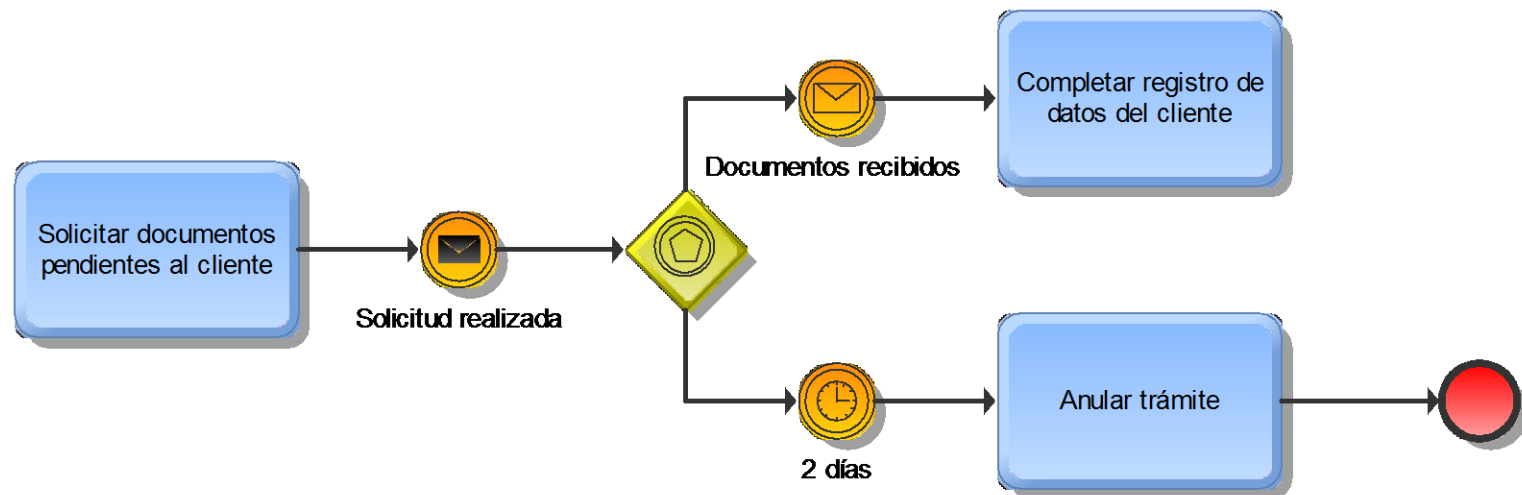 Solicitar documentos
pendientes al cliente
Solicitud realizada
Documentos recibidos
Completar registro de
datos del cliente
2 días
Anular trámite